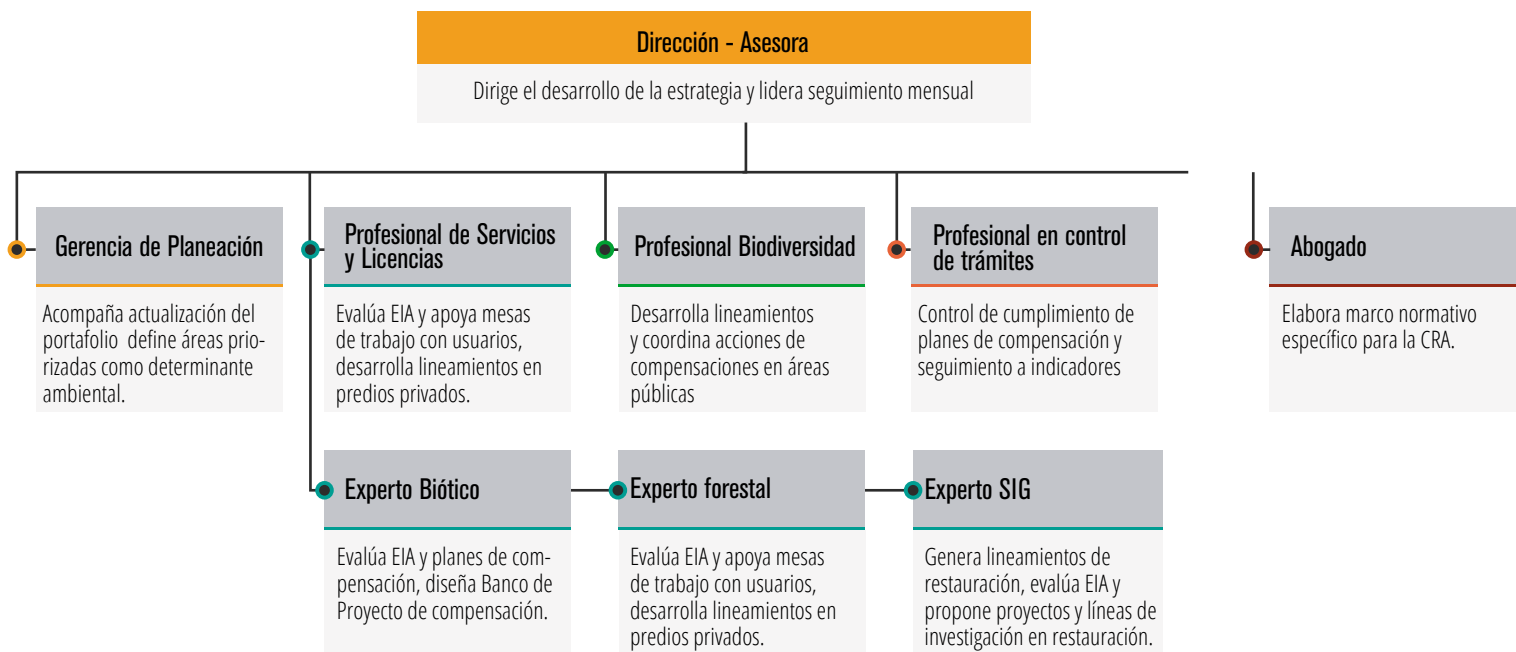 Dirección - Asesora
Dirige el desarrollo de la estrategia y lidera seguimiento mensual
Gerencia de Planeación
Acompaña actualización del
portafolio  define áreas prio-
rizadas como determinante
ambiental.
Profesional de Servicios
y Licencias
Evalúa EIA y apoya mesas
de trabajo con usuarios,
desarrolla lineamientos en
predios privados.
Profesional Biodiversidad
Desarrolla lineamientos
y coordina acciones de
compensaciones en áreas
públicas
Profesional en control
de trámites
Control de cumplimiento de
planes de compensación y
seguimiento a indicadores
Abogado
Elabora marco normativo
específico para la CRA.
Experto Biótico
Evalúa EIA y planes de com-
pensación, diseña Banco de
Proyecto de compensación.
Experto forestal
Evalúa EIA y apoya mesas
de trabajo con usuarios,
desarrolla lineamientos en
predios privados.
Experto SIG
Genera lineamientos de
restauración, evalúa EIA y
propone proyectos y líneas de
investigación en restauración.